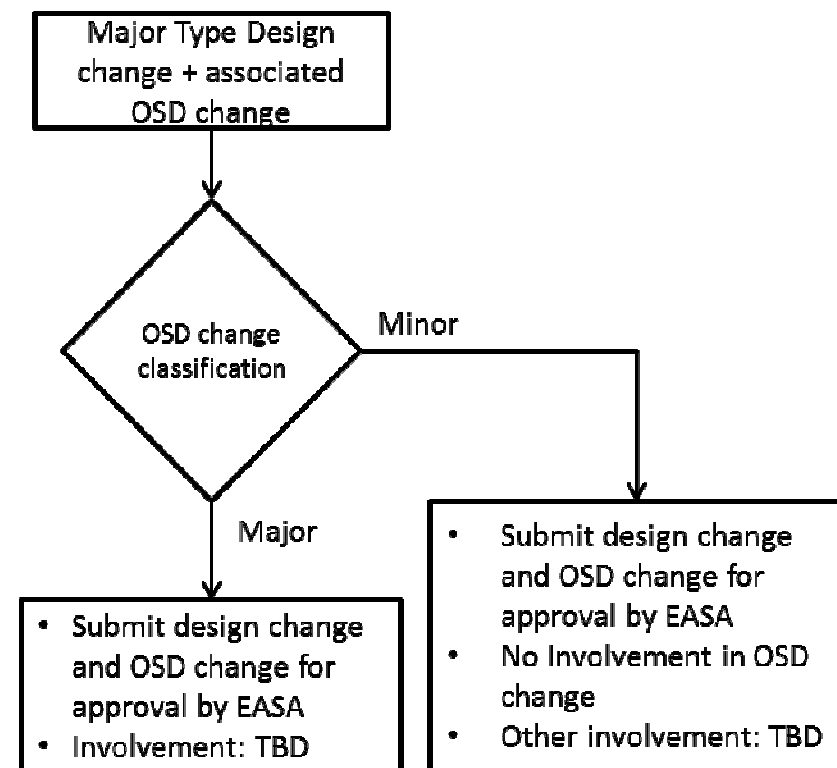 Major Type Design
change + associated
OSD change
OSD change
classification
Minor
Major
• Submit design change
and OSD change for
approval by EASA
• Involvement: TBD
• Submit design change
and OSD change for
approval by EASA
• No Involvement in OSD
change
• Other involvement: TBD